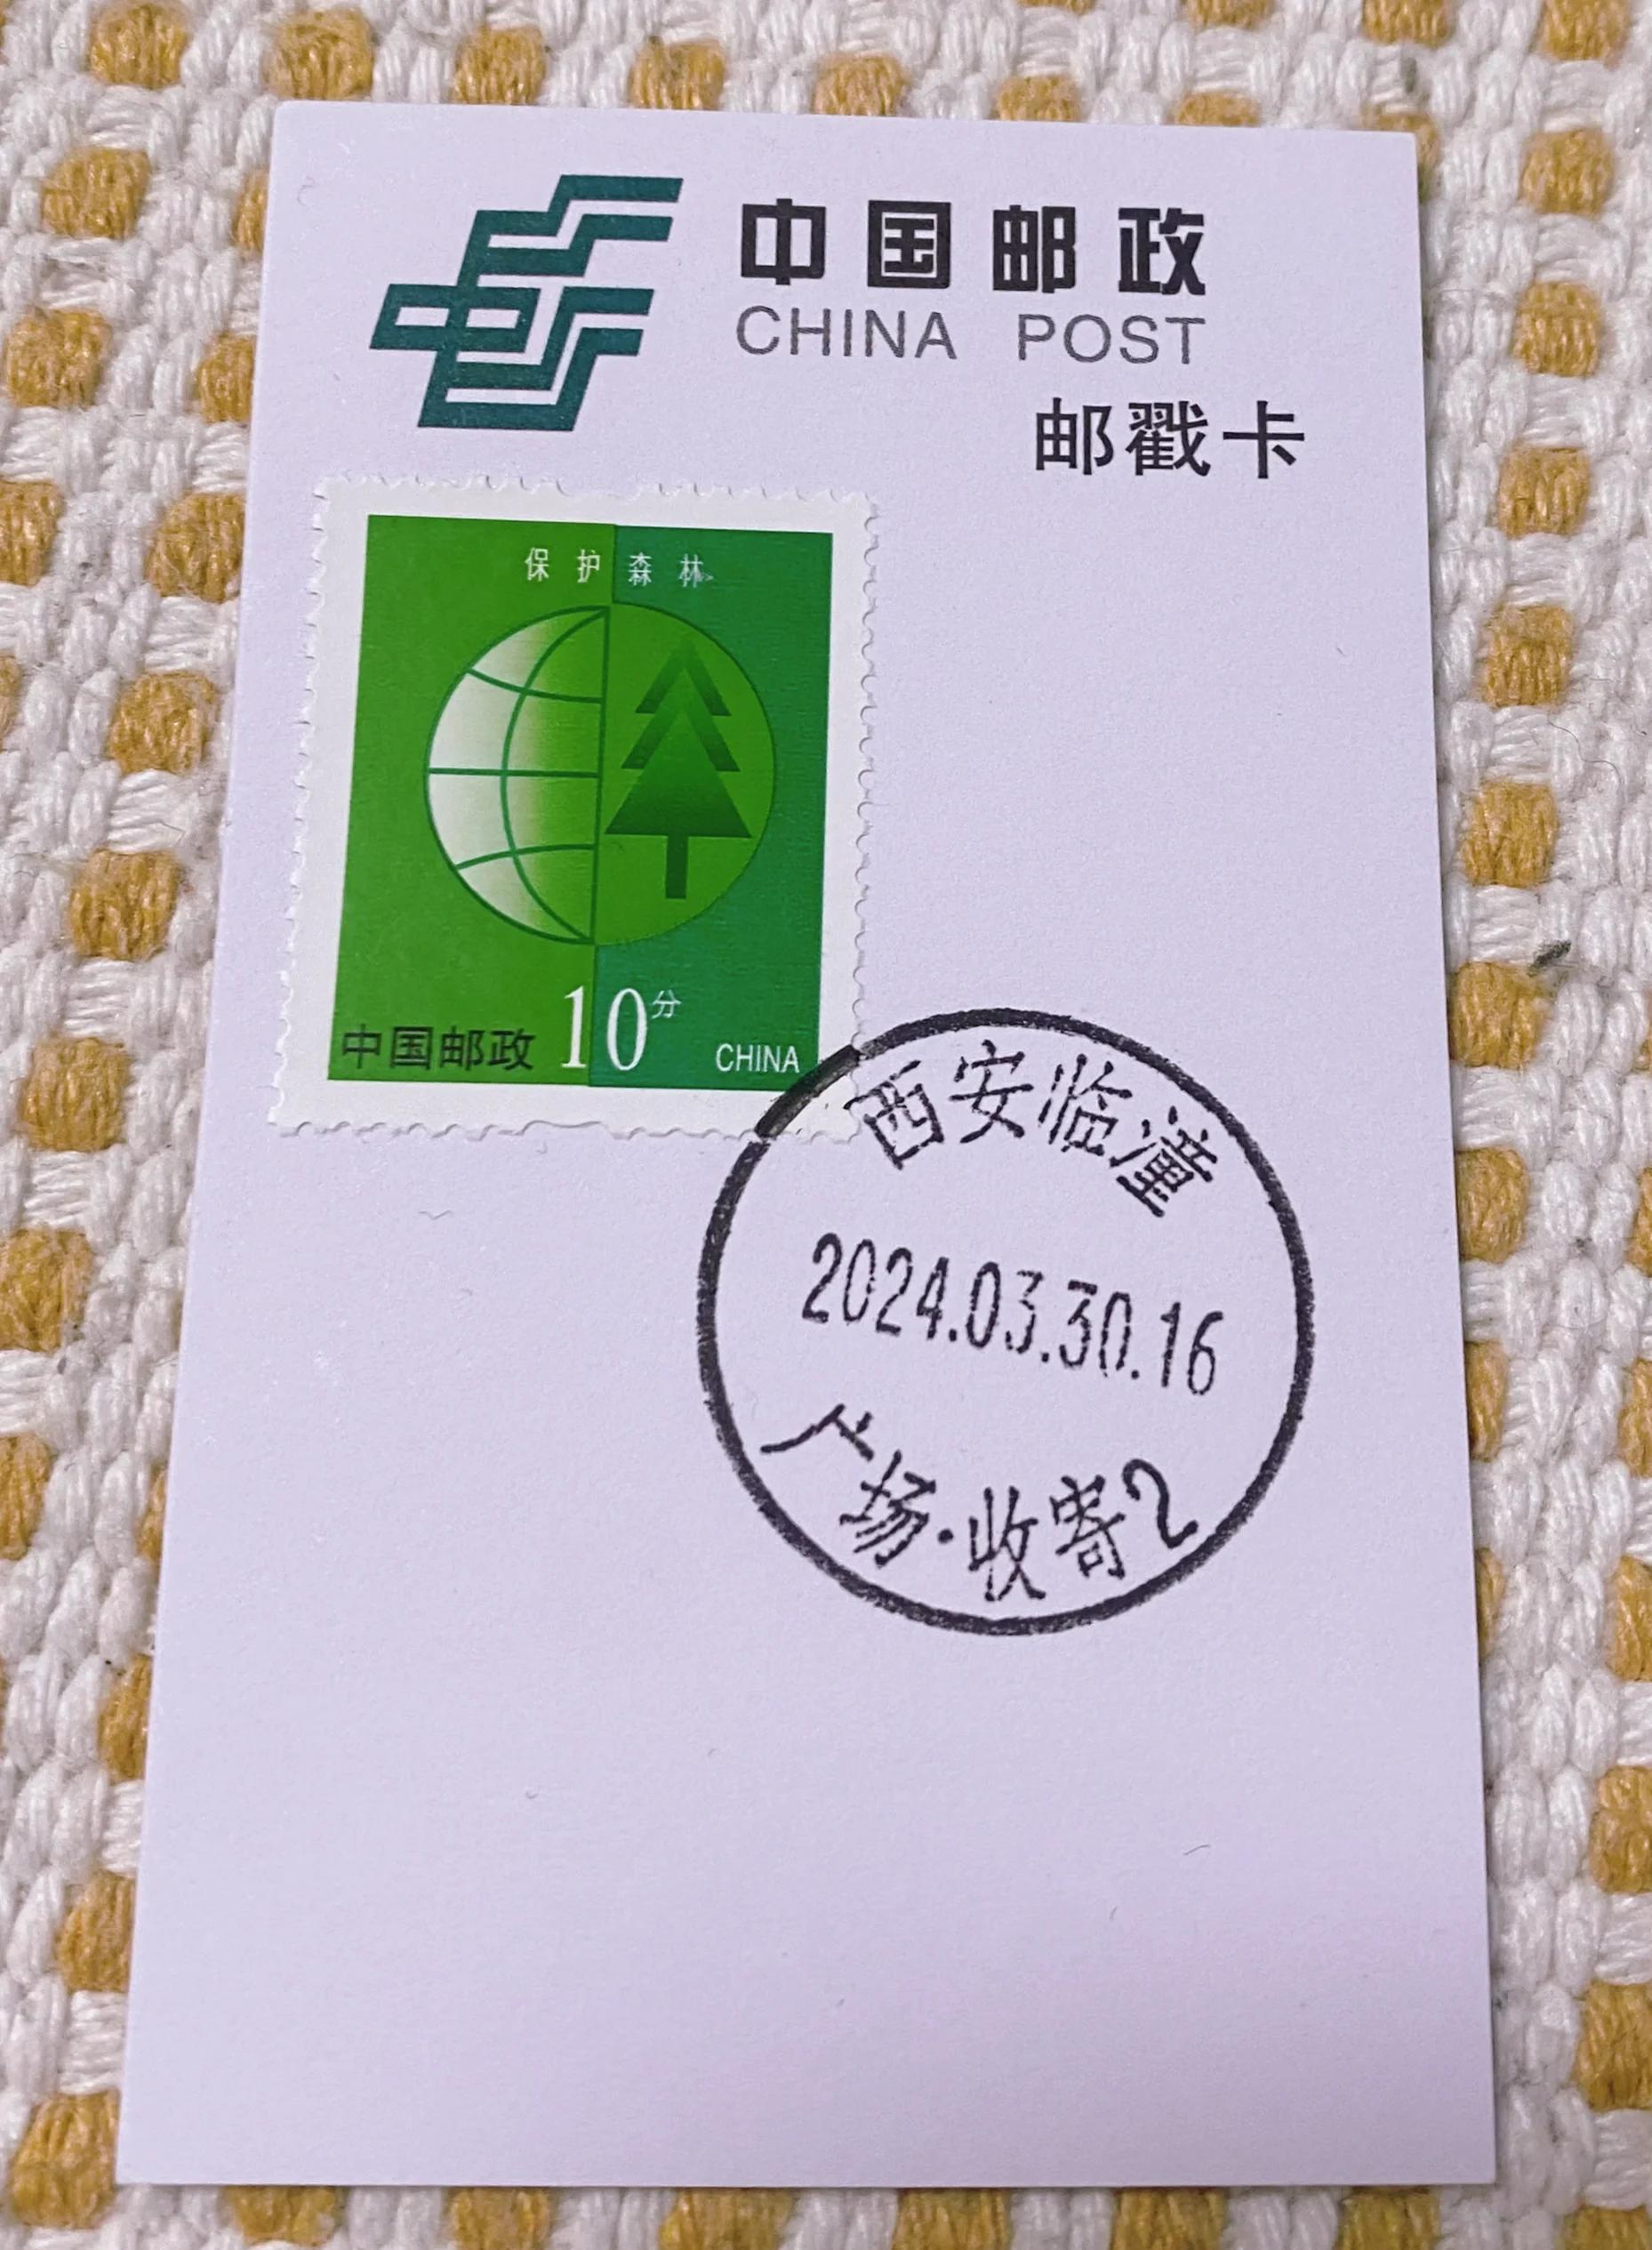 中国邮政
CHINA POST
邮戳卡
保护森林
中国邮政 10分 CHINA
西安临潼
2024.03.30.16
广场·收寄2